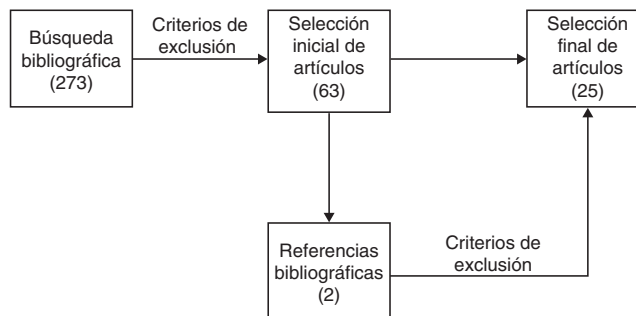 Búsqueda
bibliográfica
(273)
Criterios de
exclusión
Selección
inicial de
artículos
(63)
Selección
final de
artículos
(25)
Referencias
bibliográficas
(2)
Criterios de
exclusión